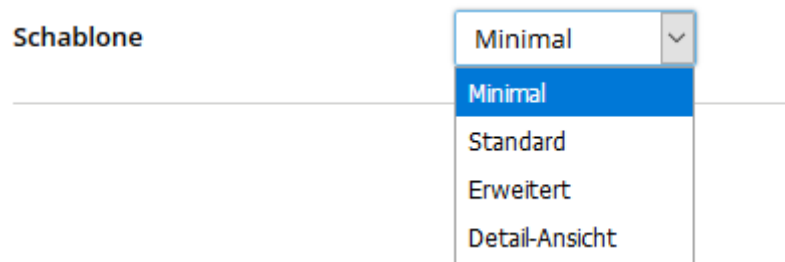 Schablone Minimal
Minimal
Standard
Erweitert
Detail-Ansicht